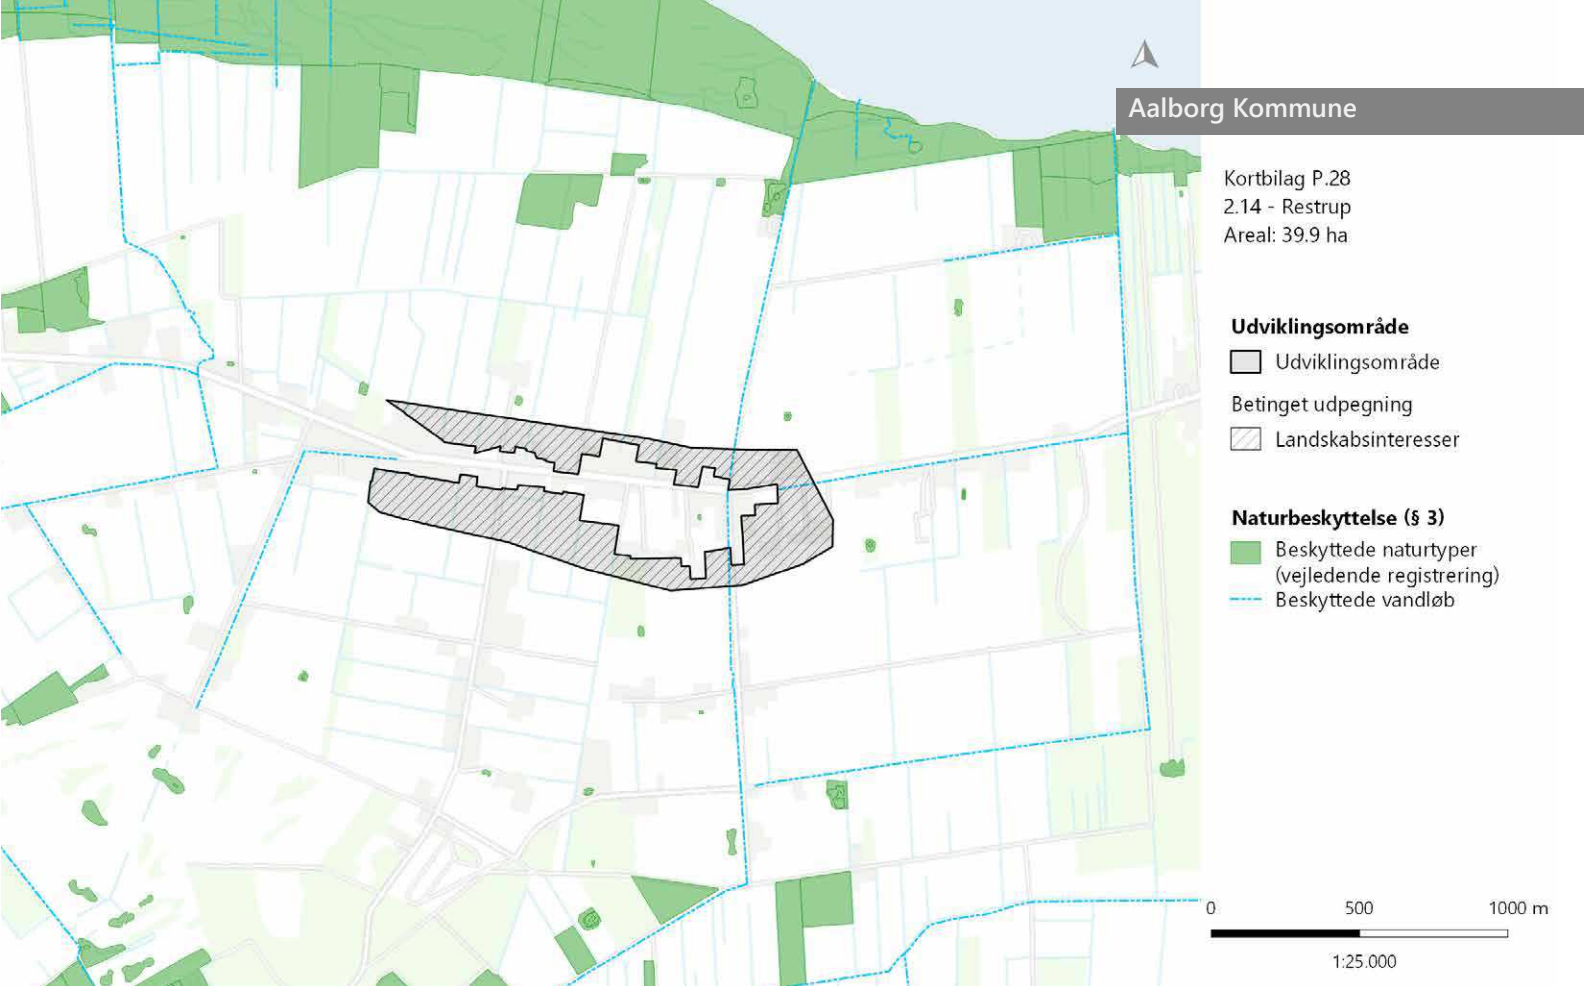 Aalborg Kommune
Kortbilag P.28
2.14 - Restrup
Areal: 39.9 ha
Udviklingsområde
Udviklingsområde
Betinget udpegning
Landskabsinteresser
Naturbeskyttelse (§ 3)
Beskyttede naturtyper
(vejledende registrering)
Beskyttede vandløb
0 500 1000 m
1:25.000